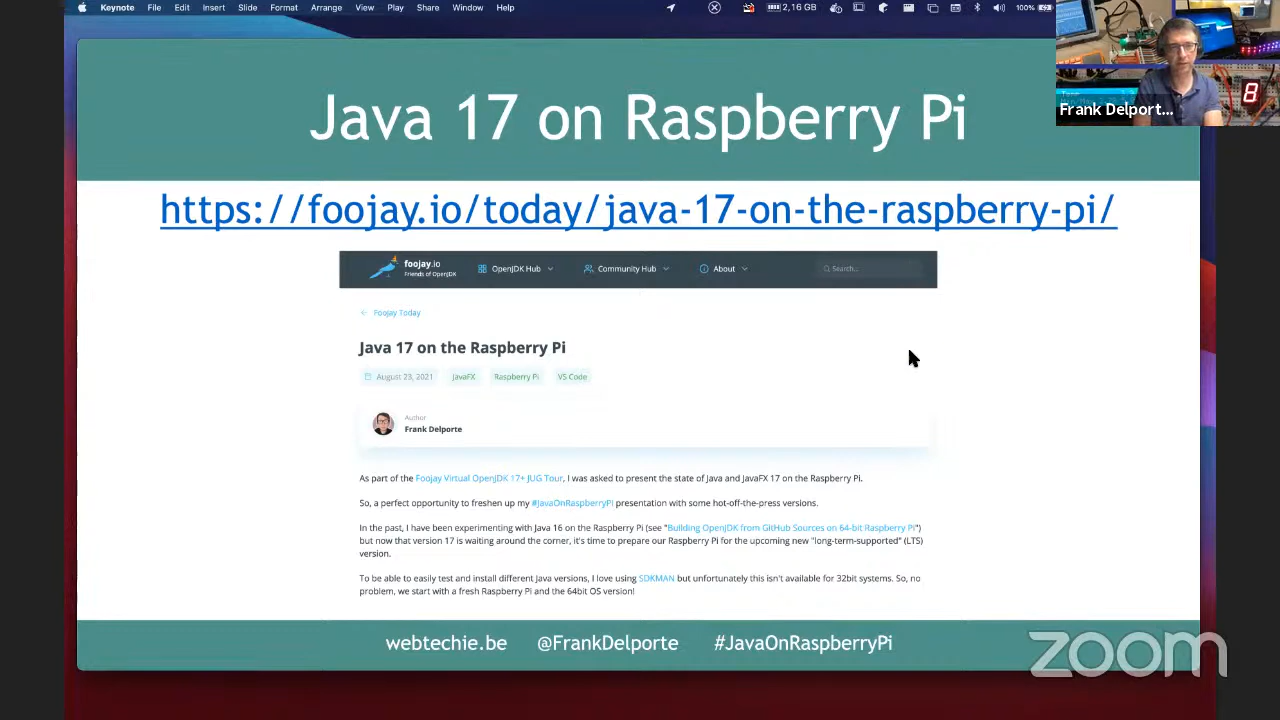 Keynote File Edit Insert Slide Format Arrange View Play Share Window Help 2,16 GB 100%
Java 17 on Raspberry Pi
Frank Delport...
8
https://foojay.io/today/java-17-on-the-raspberry-pi/
foojay.io
Friends of OpenJDK
OpenJDK Hub Community Hub About Search...
Foojay Today
Java 17 on the Raspberry Pi
August 23, 2021 JavaFX Raspberry Pi VS Code
Author
Frank Delporte
As part of the Foojay Virtual OpenJDK 17+ JUG Tour, I was asked to present the state of Java and JavaFX 17 on the Raspberry Pi.
So, a perfect opportunity to freshen up my #JavaOnRaspberryPi presentation with some hot-off-the-press versions.
In the past, I have been experimenting with Java 16 on the Raspberry Pi (see "Building OpenJDK from GitHub Sources on 64-bit Raspberry Pi")
but now that version 17 is waiting around the corner, it's time to prepare our Raspberry Pi for the upcoming new "long-term-supported" (LTS)
version.
To be able to easily test and install different Java versions, I love using SDKMAN but unfortunately this isn't available for 32bit systems. So, no
problem, we start with a fresh Raspberry Pi and the 64bit OS version!
webtechie.be @FrankDelporte #JavaOnRaspberryPi
zoom